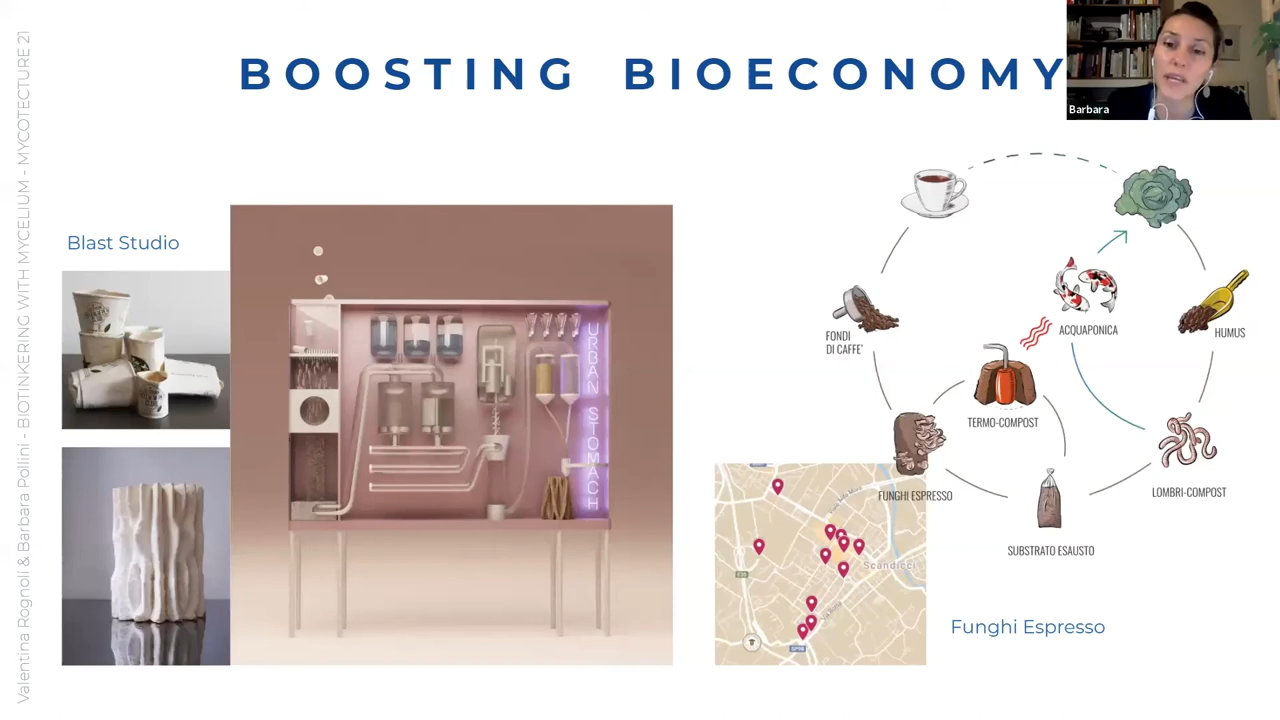 BOOSTING BIOECONOMY
Barbara
Valentina Rognoli & Barbara Pollini - BIOTINKERING WITH MYCELIUM - MYCOTECTURE 21
Blast Studio
URBAN STOMACH
FONDI
DI CAFFE'
ACQUAPONICA
HUMUS
TERMO-COMPOST
FUNGHI ESPRESSO
LOMBRI-COMPOST
SUBSTRATO ESAUSTO
Scandicci
Funghi Espresso